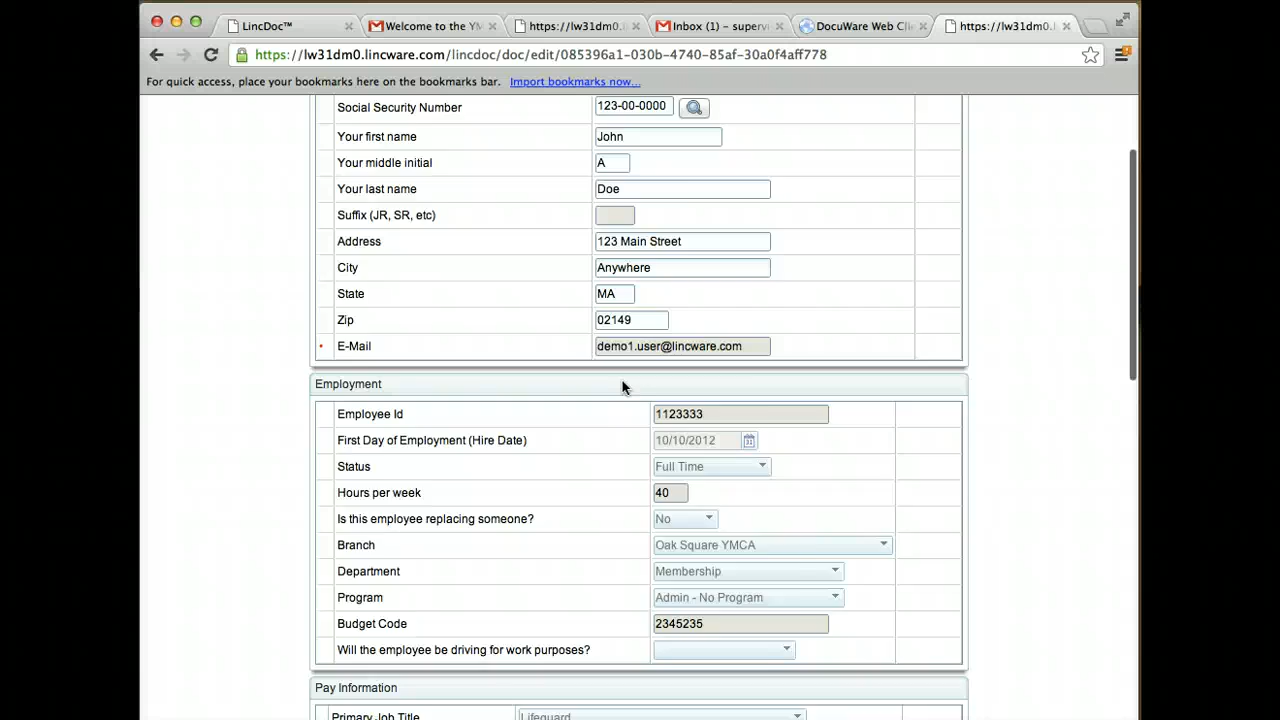 LincDoc™ Welcome to the YM https://lw31dm0.lin Inbox (1) – superv DocuWare Web Cli https://lw31dm0.
https://lw31dm0.lincware.com/lincdoc/doc/edit/085396a1-030b-4740-85af-30a0f4aff778
For quick access, place your bookmarks here on the bookmarks bar. Import bookmarks now...
Social Security Number 123-00-0000
Your first name John
Your middle initial A
Your last name Doe
Suffix (JR, SR, etc)
Address 123 Main Street
City Anywhere
State MA
Zip 02149
E-Mail demo1.user@lincware.com
Employment
Employee Id 1123333
First Day of Employment (Hire Date) 10/10/2012
Status Full Time
Hours per week 40
Is this employee replacing someone? No
Branch Oak Square YMCA
Department Membership
Program Admin - No Program
Budget Code 2345235
Will the employee be driving for work purposes?
Pay Information
Primary Job Title Lifeguard